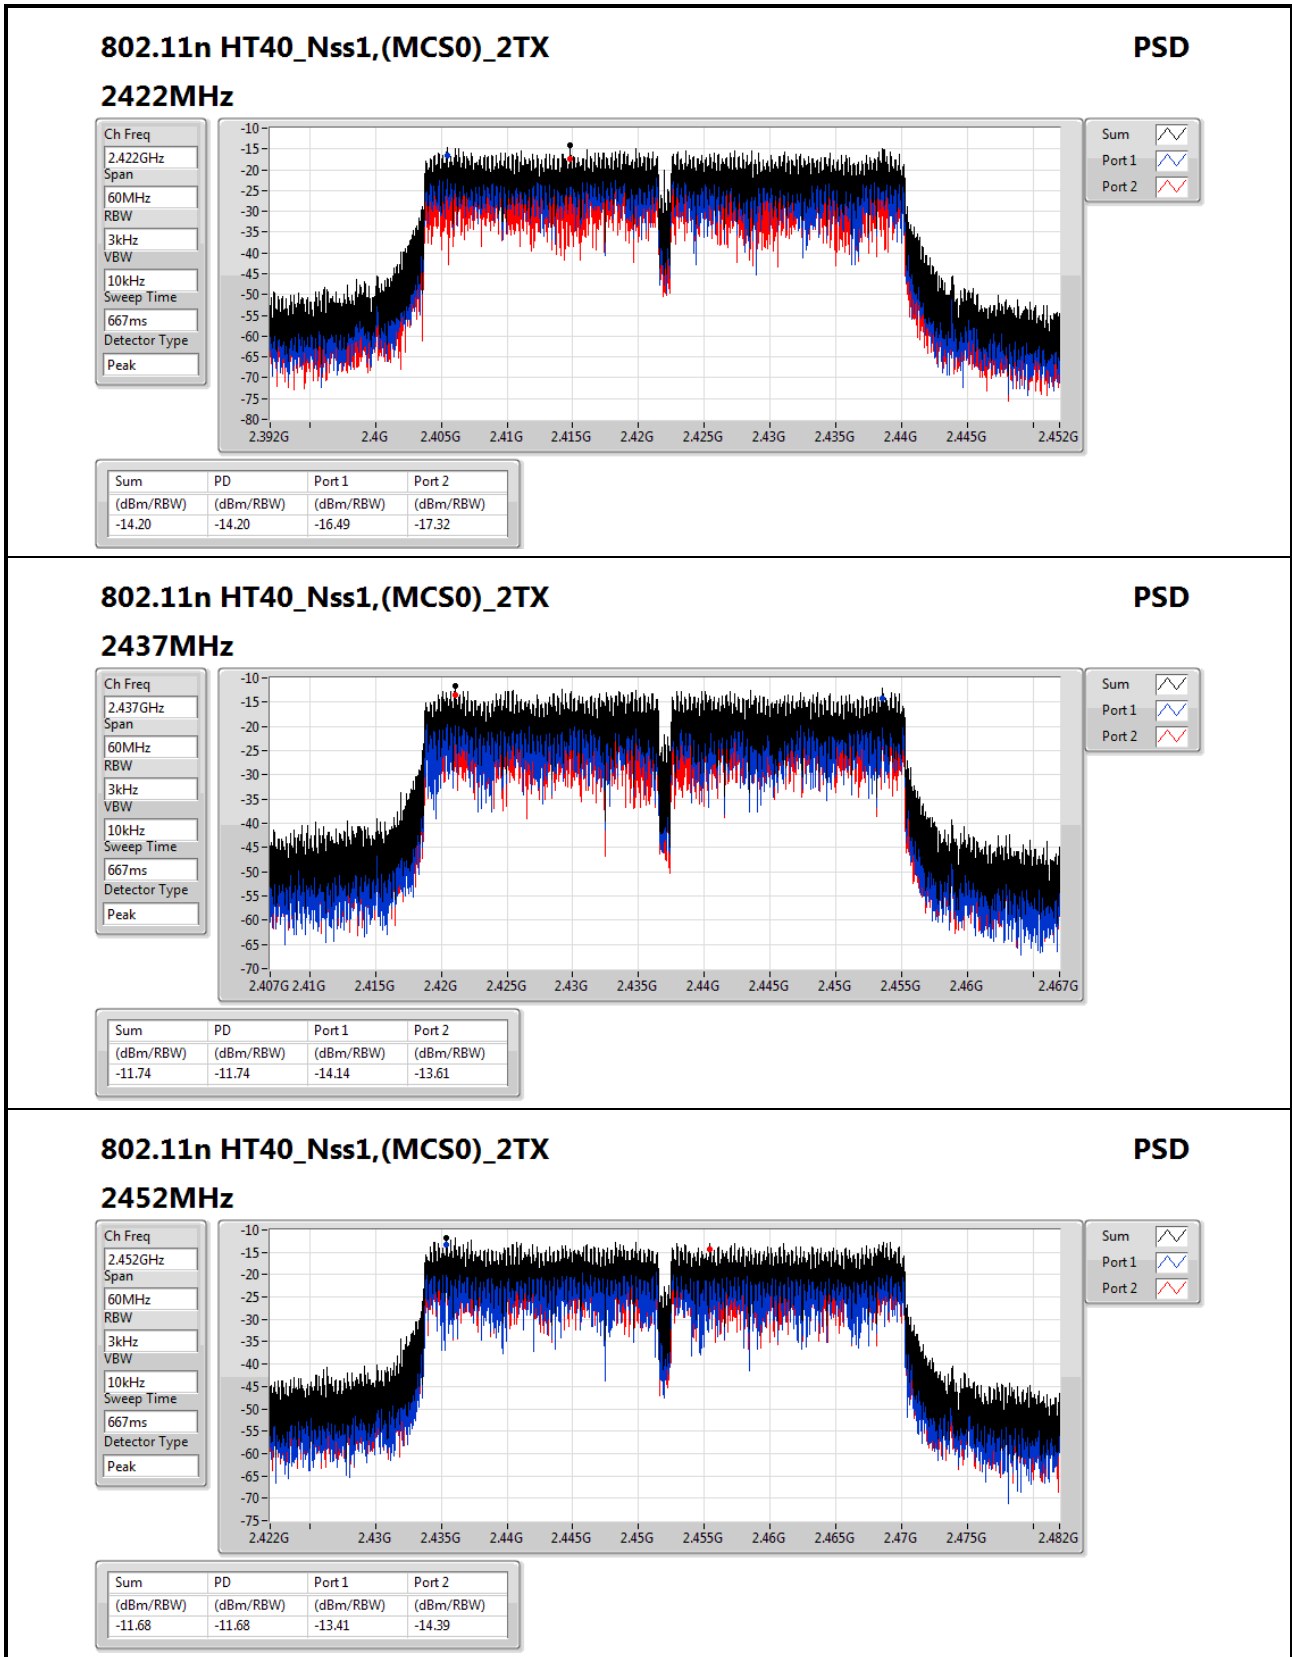 802.11n HT40_Nss1,(MCS0)_2TX PSD
2422MHz
Ch Freq
2.422GHz
Span
60MHz
RBW
3kHz
VBW
10kHz
Sweep Time
667ms
Detector Type
Peak
-10
-15
-20
-25
-30
-35
-40
-45
-50
-55
-60
-65
-70
-75
-80
2.392G 2.4G 2.405G 2.41G 2.415G 2.42G 2.425G 2.43G 2.435G 2.44G 2.445G 2.452G
Sum
Port 1
Port 2
Sum PD Port 1 Port 2
(dBm/RBW) (dBm/RBW) (dBm/RBW) (dBm/RBW)
-14.20 -14.20 -16.49 -17.32
802.11n HT40_Nss1,(MCS0)_2TX PSD
2437MHz
Ch Freq
2.437GHz
Span
60MHz
RBW
3kHz
VBW
10kHz
Sweep Time
667ms
Detector Type
Peak
-10
-15
-20
-25
-30
-35
-40
-45
-50
-55
-60
-65
-70
2.407G 2.41G 2.415G 2.42G 2.425G 2.43G 2.435G 2.44G 2.445G 2.45G 2.455G 2.46G 2.467G
Sum
Port 1
Port 2
Sum PD Port 1 Port 2
(dBm/RBW) (dBm/RBW) (dBm/RBW) (dBm/RBW)
-11.74 -11.74 -14.14 -13.61
802.11n HT40_Nss1,(MCS0)_2TX PSD
2452MHz
Ch Freq
2.452GHz
Span
60MHz
RBW
3kHz
VBW
10kHz
Sweep Time
667ms
Detector Type
Peak
-10
-15
-20
-25
-30
-35
-40
-45
-50
-55
-60
-65
-70
-75
2.422G 2.43G 2.435G 2.44G 2.445G 2.45G 2.455G 2.46G 2.465G 2.47G 2.475G 2.482G
Sum
Port 1
Port 2
Sum PD Port 1 Port 2
(dBm/RBW) (dBm/RBW) (dBm/RBW) (dBm/RBW)
-11.68 -11.68 -13.41 -14.39